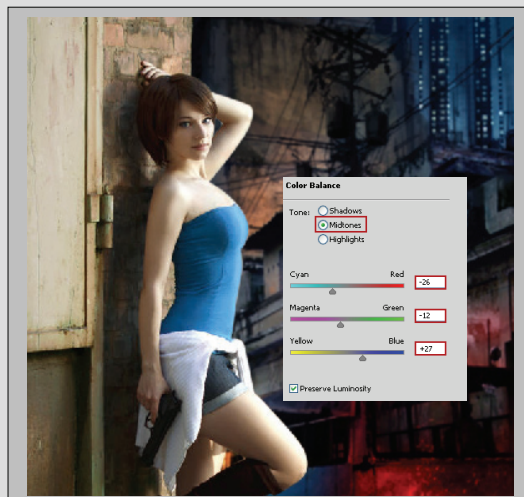 Color Balance
Tone: Shadows
Midtones
Highlights
Cyan Red -26
Magenta Green -12
Yellow Blue +27
Preserve Luminosity